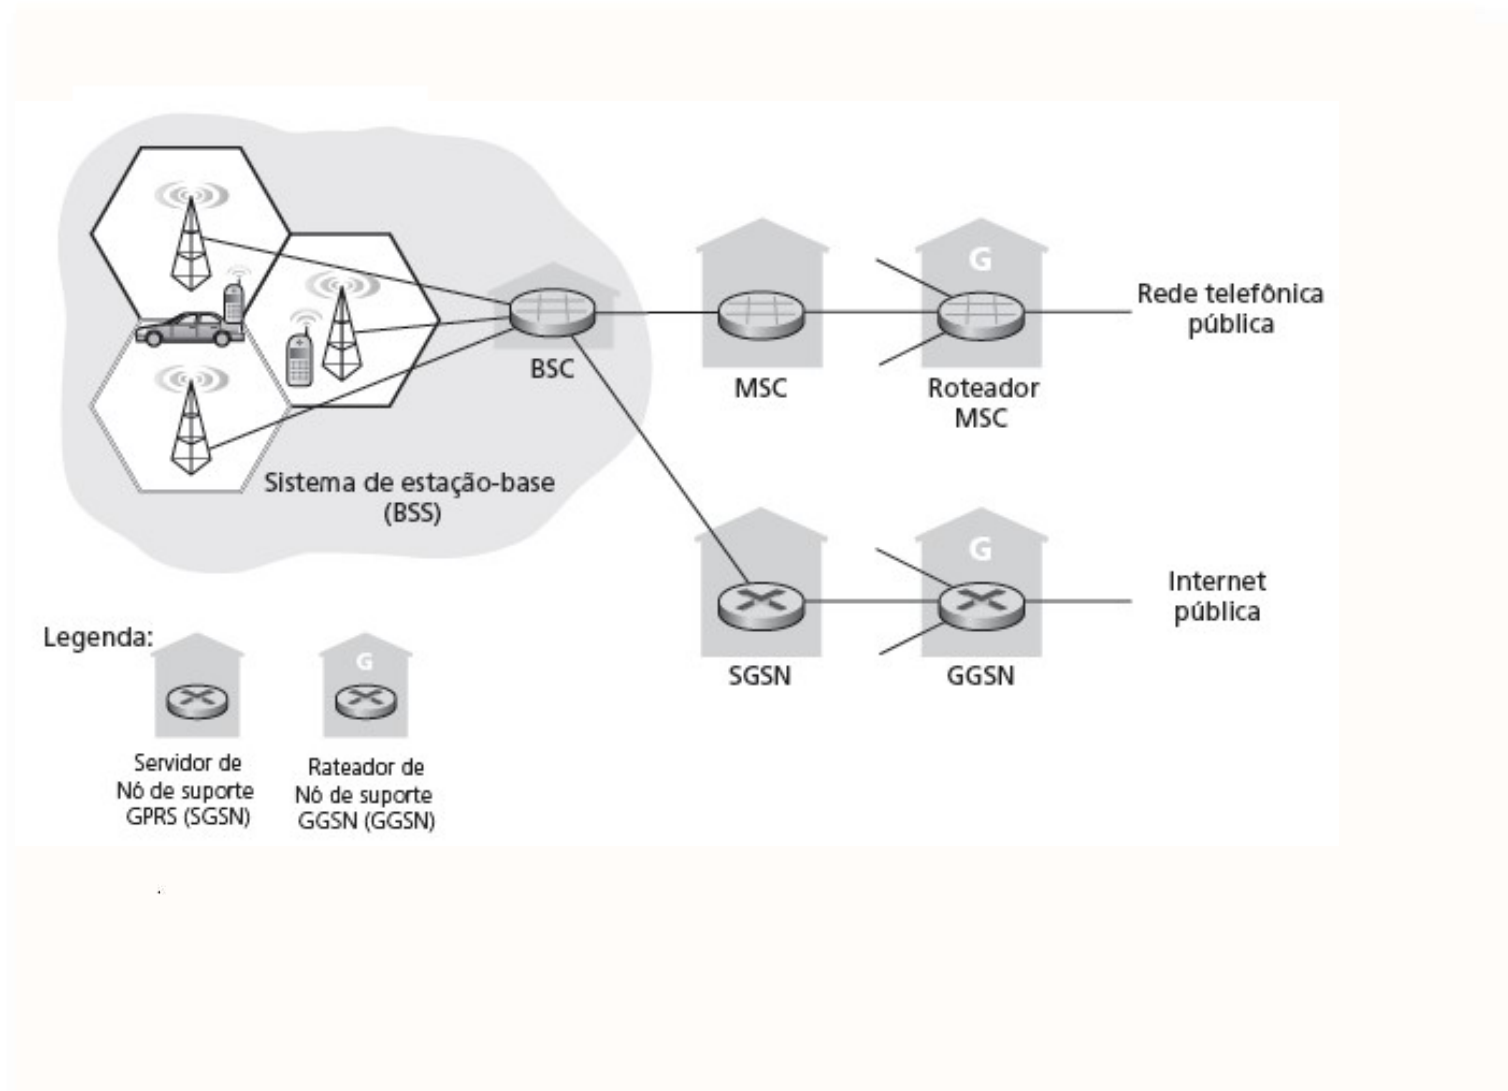 G
Rede telefônica
pública
BSC
MSC
Roteador
MSC
Sistema de estação-base
(BSS)
G
Internet
pública
SGSN
GGSN
Legenda:
G
Servidor de
Nó de suporte
GPRS (SGSN)
Rateador de
Nó de suporte
GGSN (GGSN)